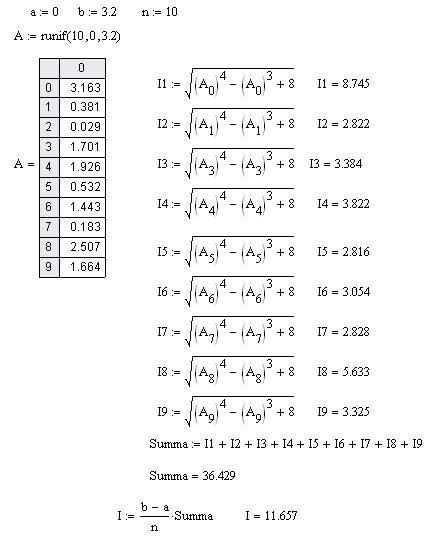 a := 0 b := 3.2 n := 10
A := runif(10,0,3.2)
A =
0
0 3.163
1 0.381
2 0.029
3 1.701
4 1.926
5 0.532
6 1.443
7 0.183
8 2.507
9 1.664
I1 := √((A₀)⁴ − (A₀)³ + 8) I1 = 8.745
I2 := √((A₁)⁴ − (A₁)³ + 8) I2 = 2.822
I3 := √((A₃)⁴ − (A₃)³ + 8) I3 = 3.384
I4 := √((A₄)⁴ − (A₄)³ + 8) I4 = 3.822
I5 := √((A₅)⁴ − (A₅)³ + 8) I5 = 2.816
I6 := √((A₆)⁴ − (A₆)³ + 8) I6 = 3.054
I7 := √((A₇)⁴ − (A₇)³ + 8) I7 = 2.828
I8 := √((A₈)⁴ − (A₈)³ + 8) I8 = 5.633
I9 := √((A₉)⁴ − (A₉)³ + 8) I9 = 3.325
Summa := I1 + I2 + I3 + I4 + I5 + I6 + I7 + I8 + I9
Summa = 36.429
I := (b − a)/n · Summa I = 11.657